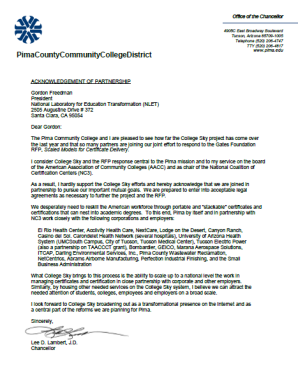 Office of the Chancellor
4905C East Broadway Boulevard
Tucson, Arizona 85709-1005
Telephone (520) 206-4747
TTY (520) 206-4817
www.pima.edu
PimaCountyCommunityCollegeDistrict
ACKNOWLEDGEMENT OF PARTNERSHIP
Gordon Freedman
President
National Laboratory for Education Transformation (NLET)
2505 Augustine Drive # 372
Santa Clara, CA 95054
Dear Gordon:
The Pima Community College and I are pleased to see how far the College Sky project has come over
the last year and that so many partners are joining our joint effort to respond to the Gates Foundation
RFP, Scaled Models for Certificate Delivery.
I consider College Sky and the RFP response central to the Pima mission and to my service on the board
of the American Association of Community Colleges (AACC) and as chair of the National Coalition of
Certification Centers (NC3).
As a result, I hardily support the College Sky efforts and hereby acknowledge that we are joined in
partnership to pursue our important mutual goals. We are prepared to enter into acceptable legal
agreements as necessary to further the project and the RFP.
We desperately need to reskill the American workforce through portable and "stackable" certificates and
certifications that can nest into academic degrees. To this end, Pima by itself and in partnership with
NC3 work closely with the following corporations and employers:
El Rio Health Center, Accitivity Health Care, NextCare, Lodge on the Desert, Canyon Ranch,
Casino del Sol, Carondelet Health Network (several hospitals), University of Arizona Health
System (UMC/South Campus, City of Tucson, Tucson Medical Center), Tucson Electric Power
(also a partnership on TAACCCT grant), Bombardier, GEICO, Marana Aerospace Solutions,
TTGAP, Darling Environmental Services, Inc., Pima County Wastewater Reclamation,
NetCentrios, Abrams Airborne Manufacturing, Perfection Industrial Finishing, and the Small
Business Administration
What College Sky brings to this process is the ability to scale up to a national level the work in
managing certificates and certification in close partnership with corporate and other employers.
Similarly, by housing other needed services on the College Sky system, I believe we can attract the
needed attention of students, colleges, employees and employers on a broad scale.
I look forward to College Sky broadening out as a transformational presence on the Internet and as
a central part of the reforms we are planning for Pima.
Sincerely,
Lee D. Lambert, J.D.
Chancellor